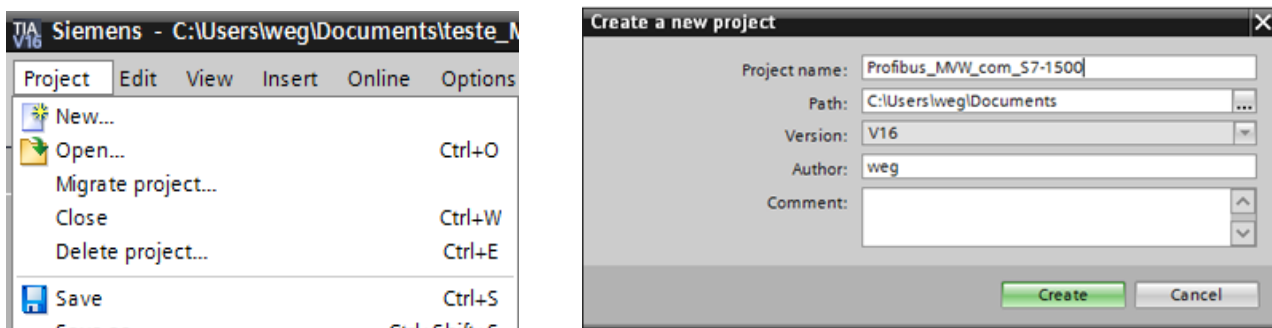 TIA V16 Siemens - C:\Users\weg\Documents\teste_
Project Edit View Insert Online Options
New...
Open... Ctrl+O
Migrate project...
Close Ctrl+W
Delete project... Ctrl+E
Save Ctrl+S
Create a new project
Project name: Profibus_MVW_com_S7-1500
Path: C:\Users\weg\Documents ...
Version: V16
Author: weg
Comment:
Create Cancel